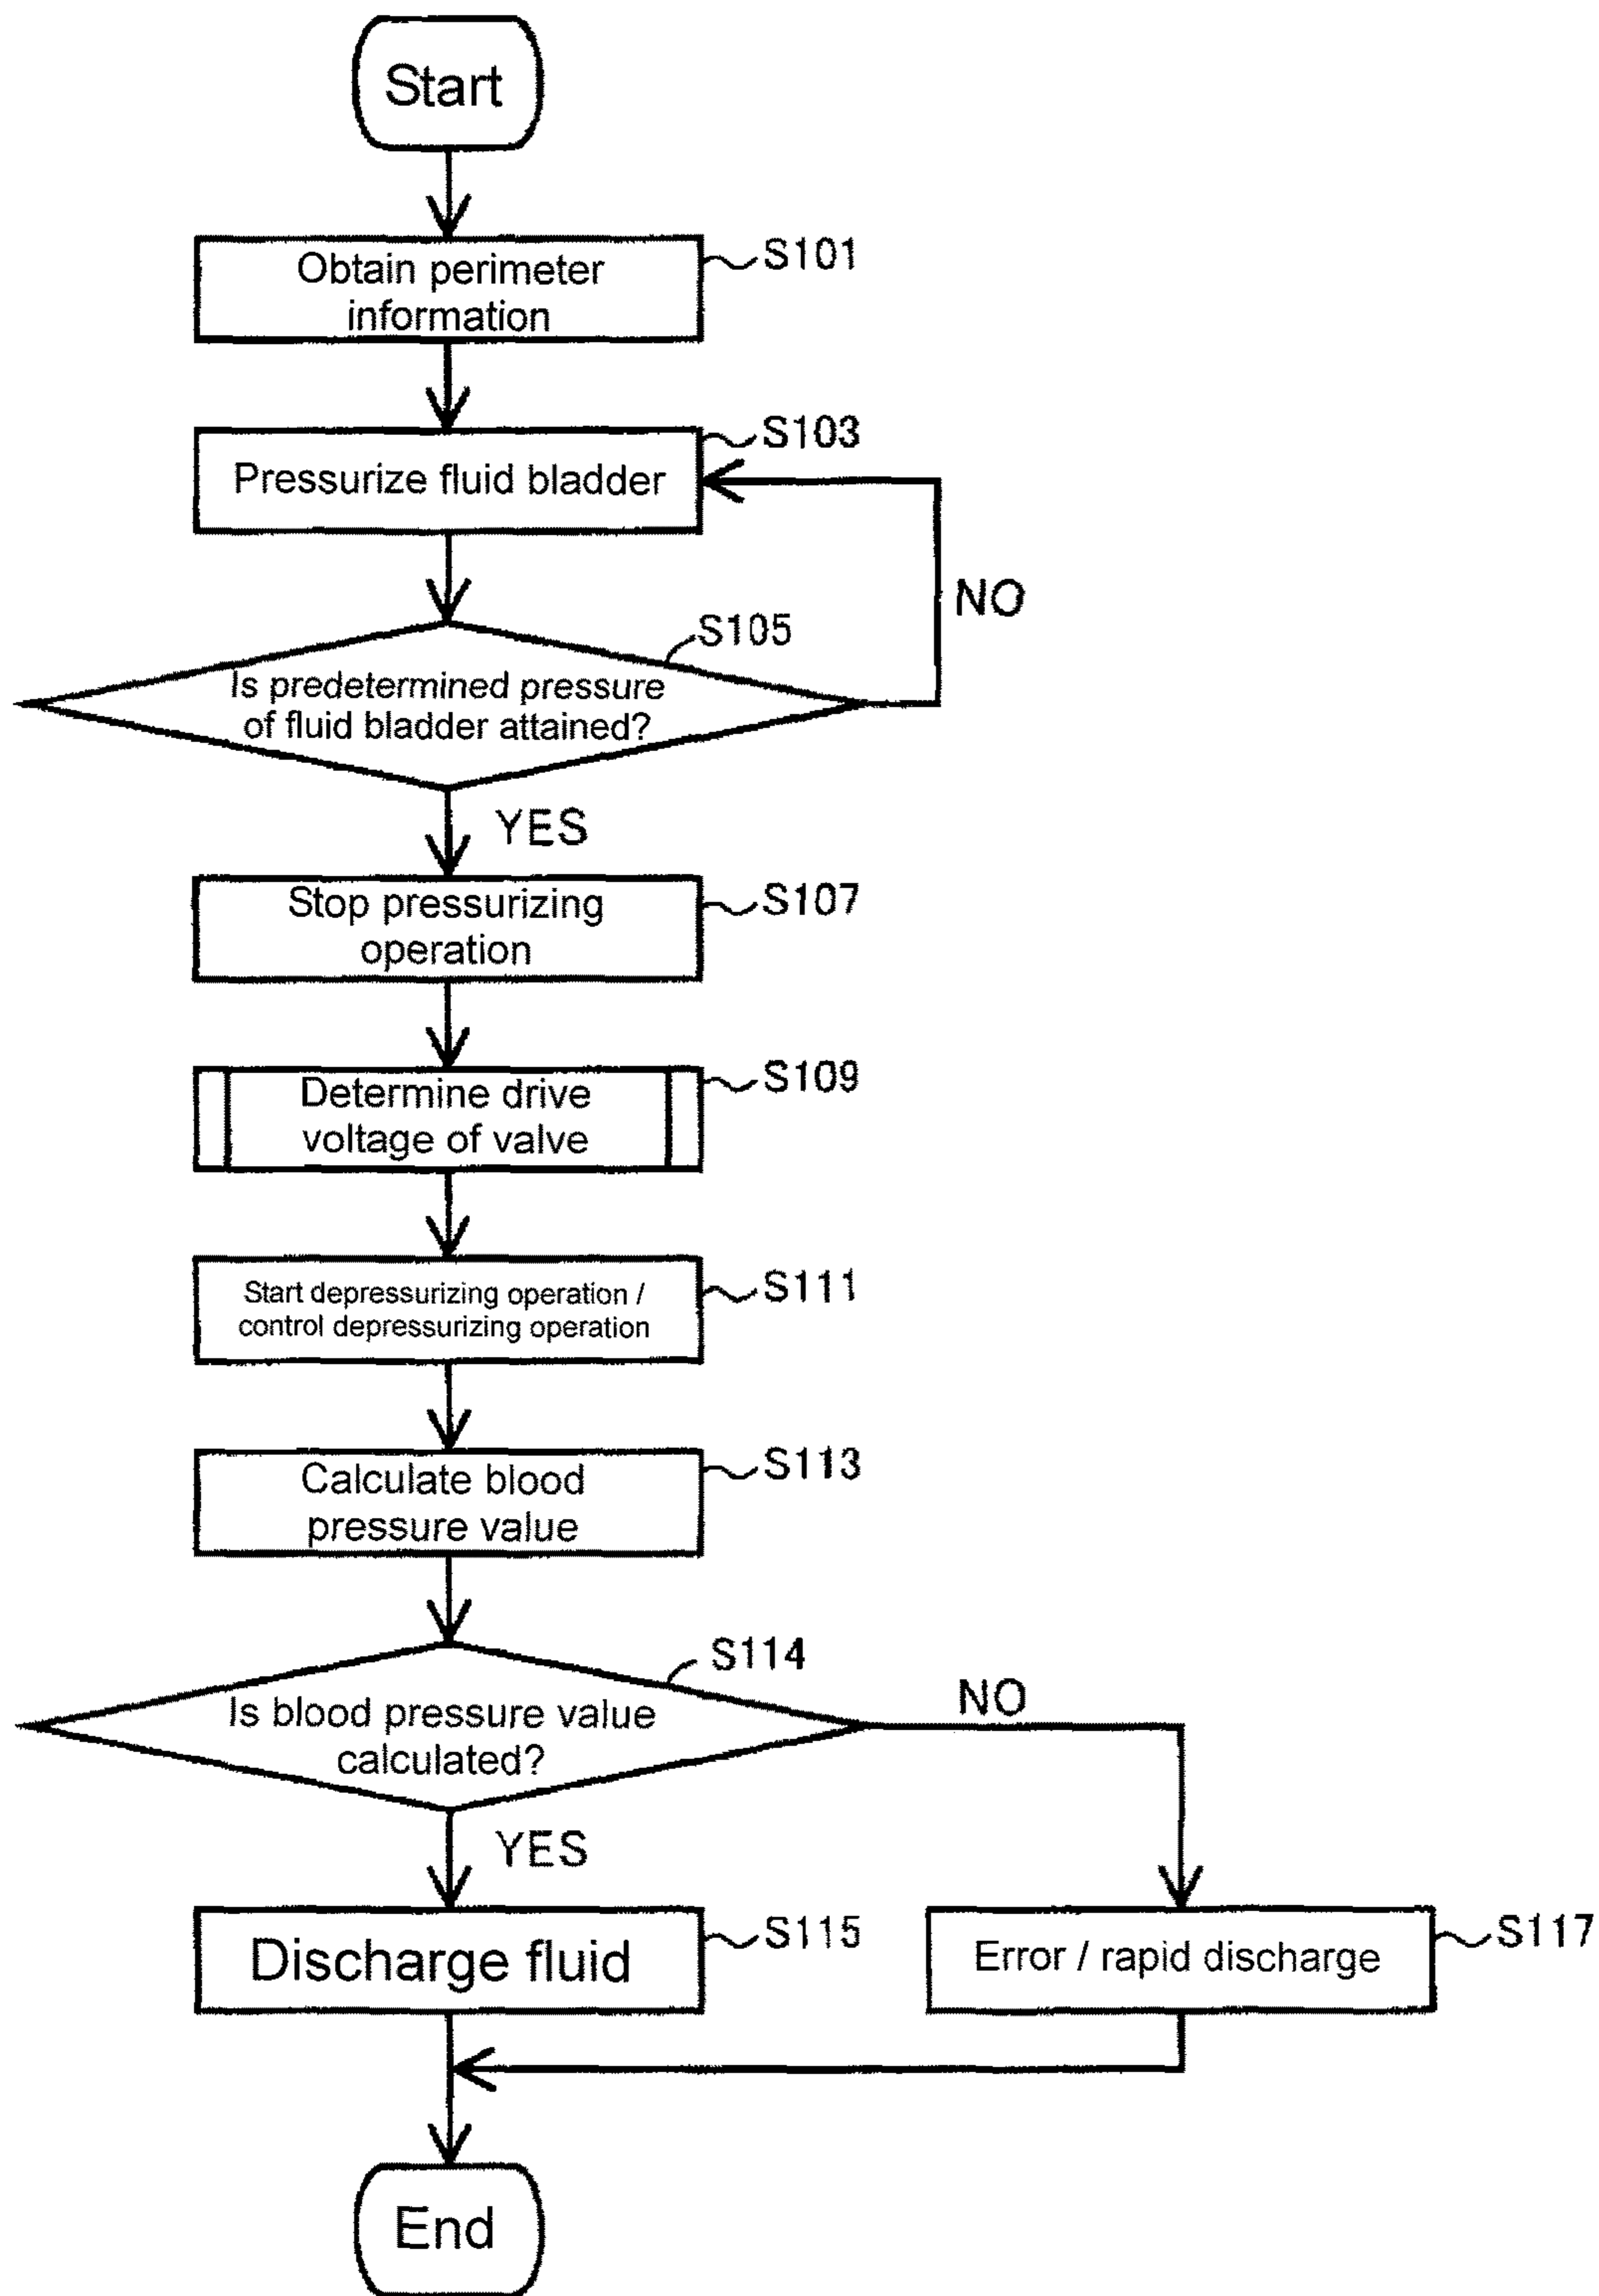 Start
S101
Obtain perimeter
information
S103
Pressurize fluid bladder
NO
S105
Is predetermined pressure
of fluid bladder attained?
YES
S107
Stop pressurizing
operation
S109
Determine drive
voltage of valve
S111
Start depressurizing operation /
control depressurizing operation
S113
Calculate blood
pressure value
S114
NO
Is blood pressure value
calculated?
YES
S115
Discharge fluid
S117
Error / rapid discharge
End